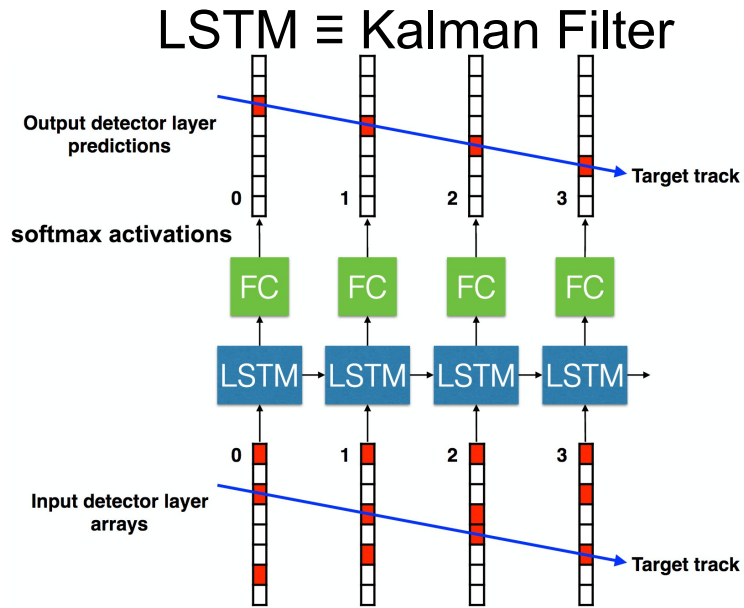 LSTM ≡ Kalman Filter
Output detector layer
predictions
Target track
0 1 2 3
softmax activations
FC FC FC FC
LSTM LSTM LSTM LSTM
0 1 2 3
Input detector layer
arrays
Target track